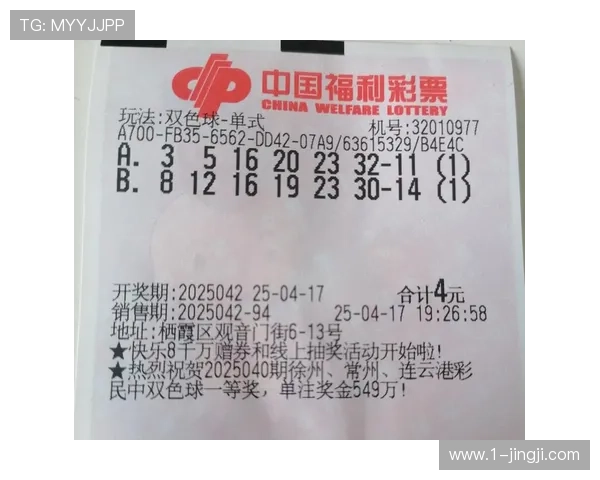 TG: MYYJJPP
中国福利彩票
CHINA WELFARE LOTTERY
玩法:双色球-单式 机号:32010977
A700-FB35-6562-DD42-07A9/63615329/B4E4C
A. 3 5 16 20 23 32-11 (1)
B. 8 12 16 19 23 30-14 (1)
开奖期:2025042 25-04-17 合计4元
销售期:2025042-94 25-04-17 19:26:58
地址:栖霞区观音门街6-13号
★快乐8千万赠券和线上抽奖活动开始啦!
★热烈祝贺2025040期徐州、常州、连云港彩
民中双色球一等奖,单注奖金549万!
www.1-jingji.com